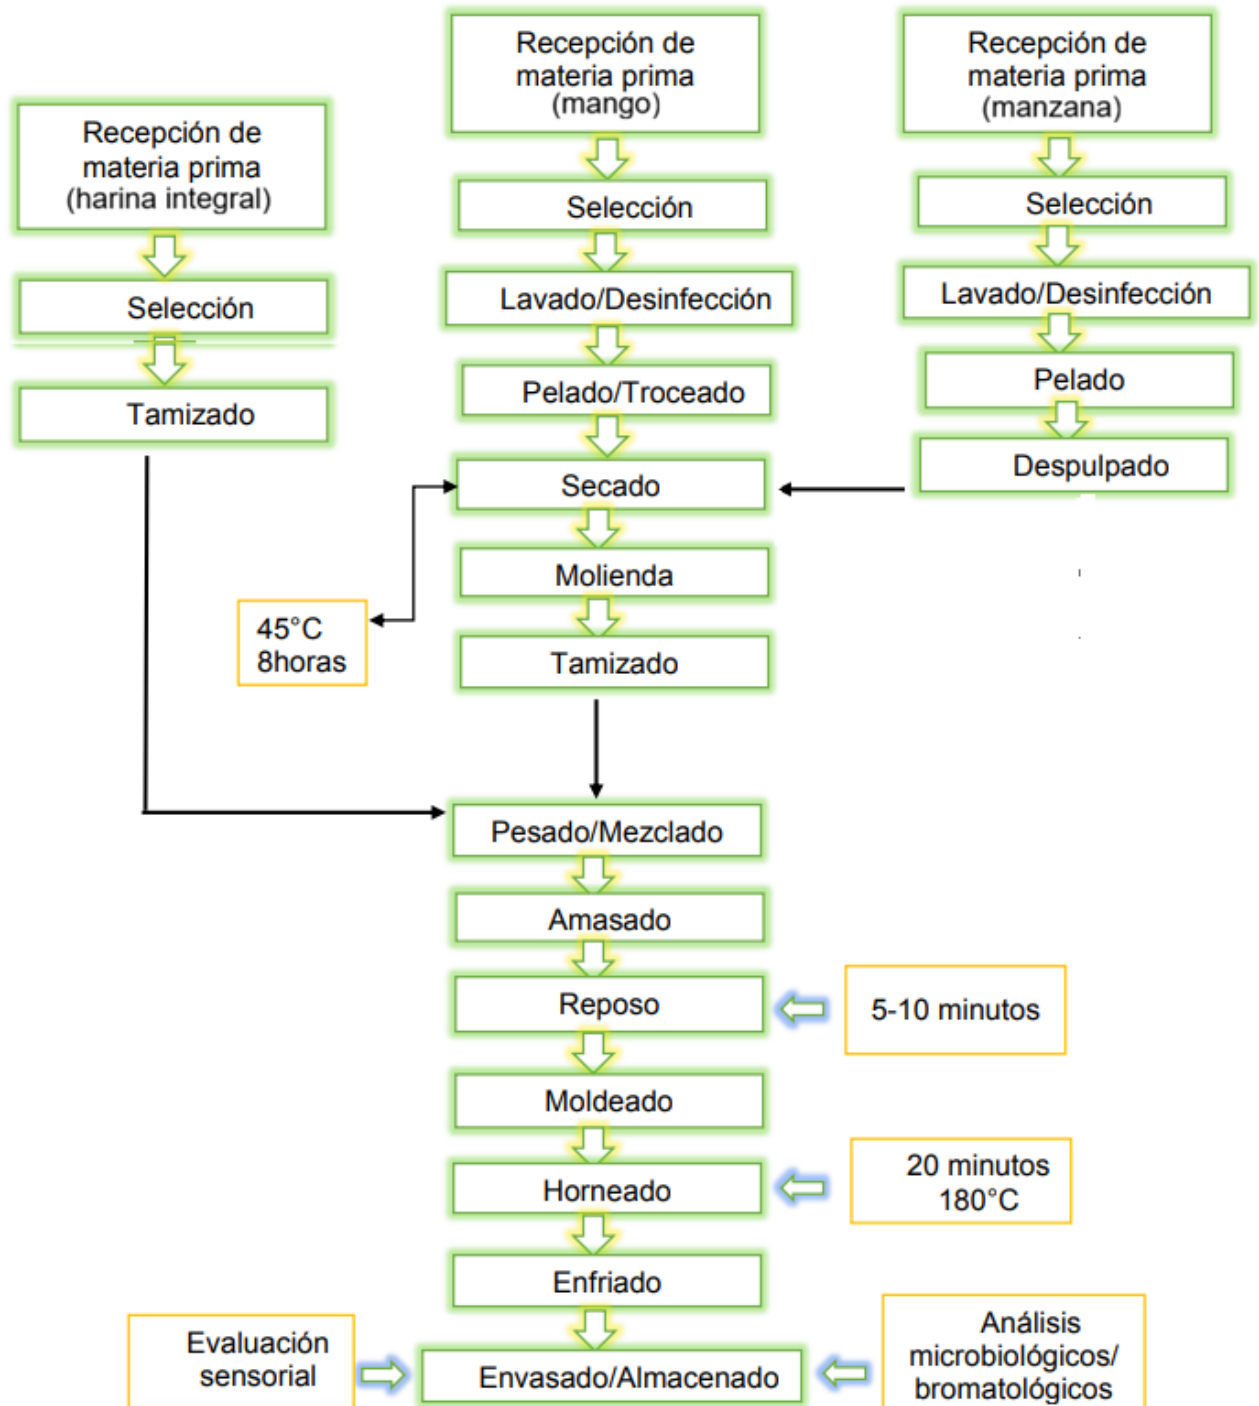 Recepción de
materia prima
(harina integral)
Selección
Tamizado
Recepción de
materia prima
(mango)
Selección
Lavado/Desinfección
Pelado/Troceado
Secado
Molienda
Tamizado
45°C
8horas
Recepción de
materia prima
(manzana)
Selección
Lavado/Desinfección
Pelado
Despulpado
Pesado/Mezclado
Amasado
Reposo
5-10 minutos
Moldeado
Horneado
20 minutos
180°C
Enfriado
Evaluación
sensorial
Envasado/Almacenado
Análisis
microbiológicos/
bromatológicos